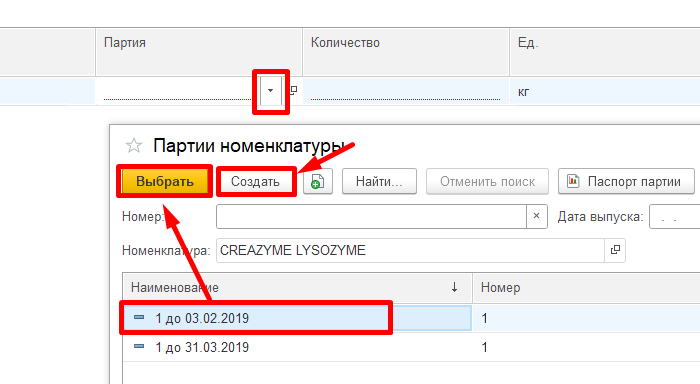 Партия Количество Ед.
кг
Партии номенклатуры
Выбрать Создать Найти... Отменить поиск Паспорт партии
Номер: × Дата выпуска: . .
Номенклатура: CREAZYME LYSOZYME
Наименование ↓ Номер
1 до 03.02.2019 1
1 до 31.03.2019 1